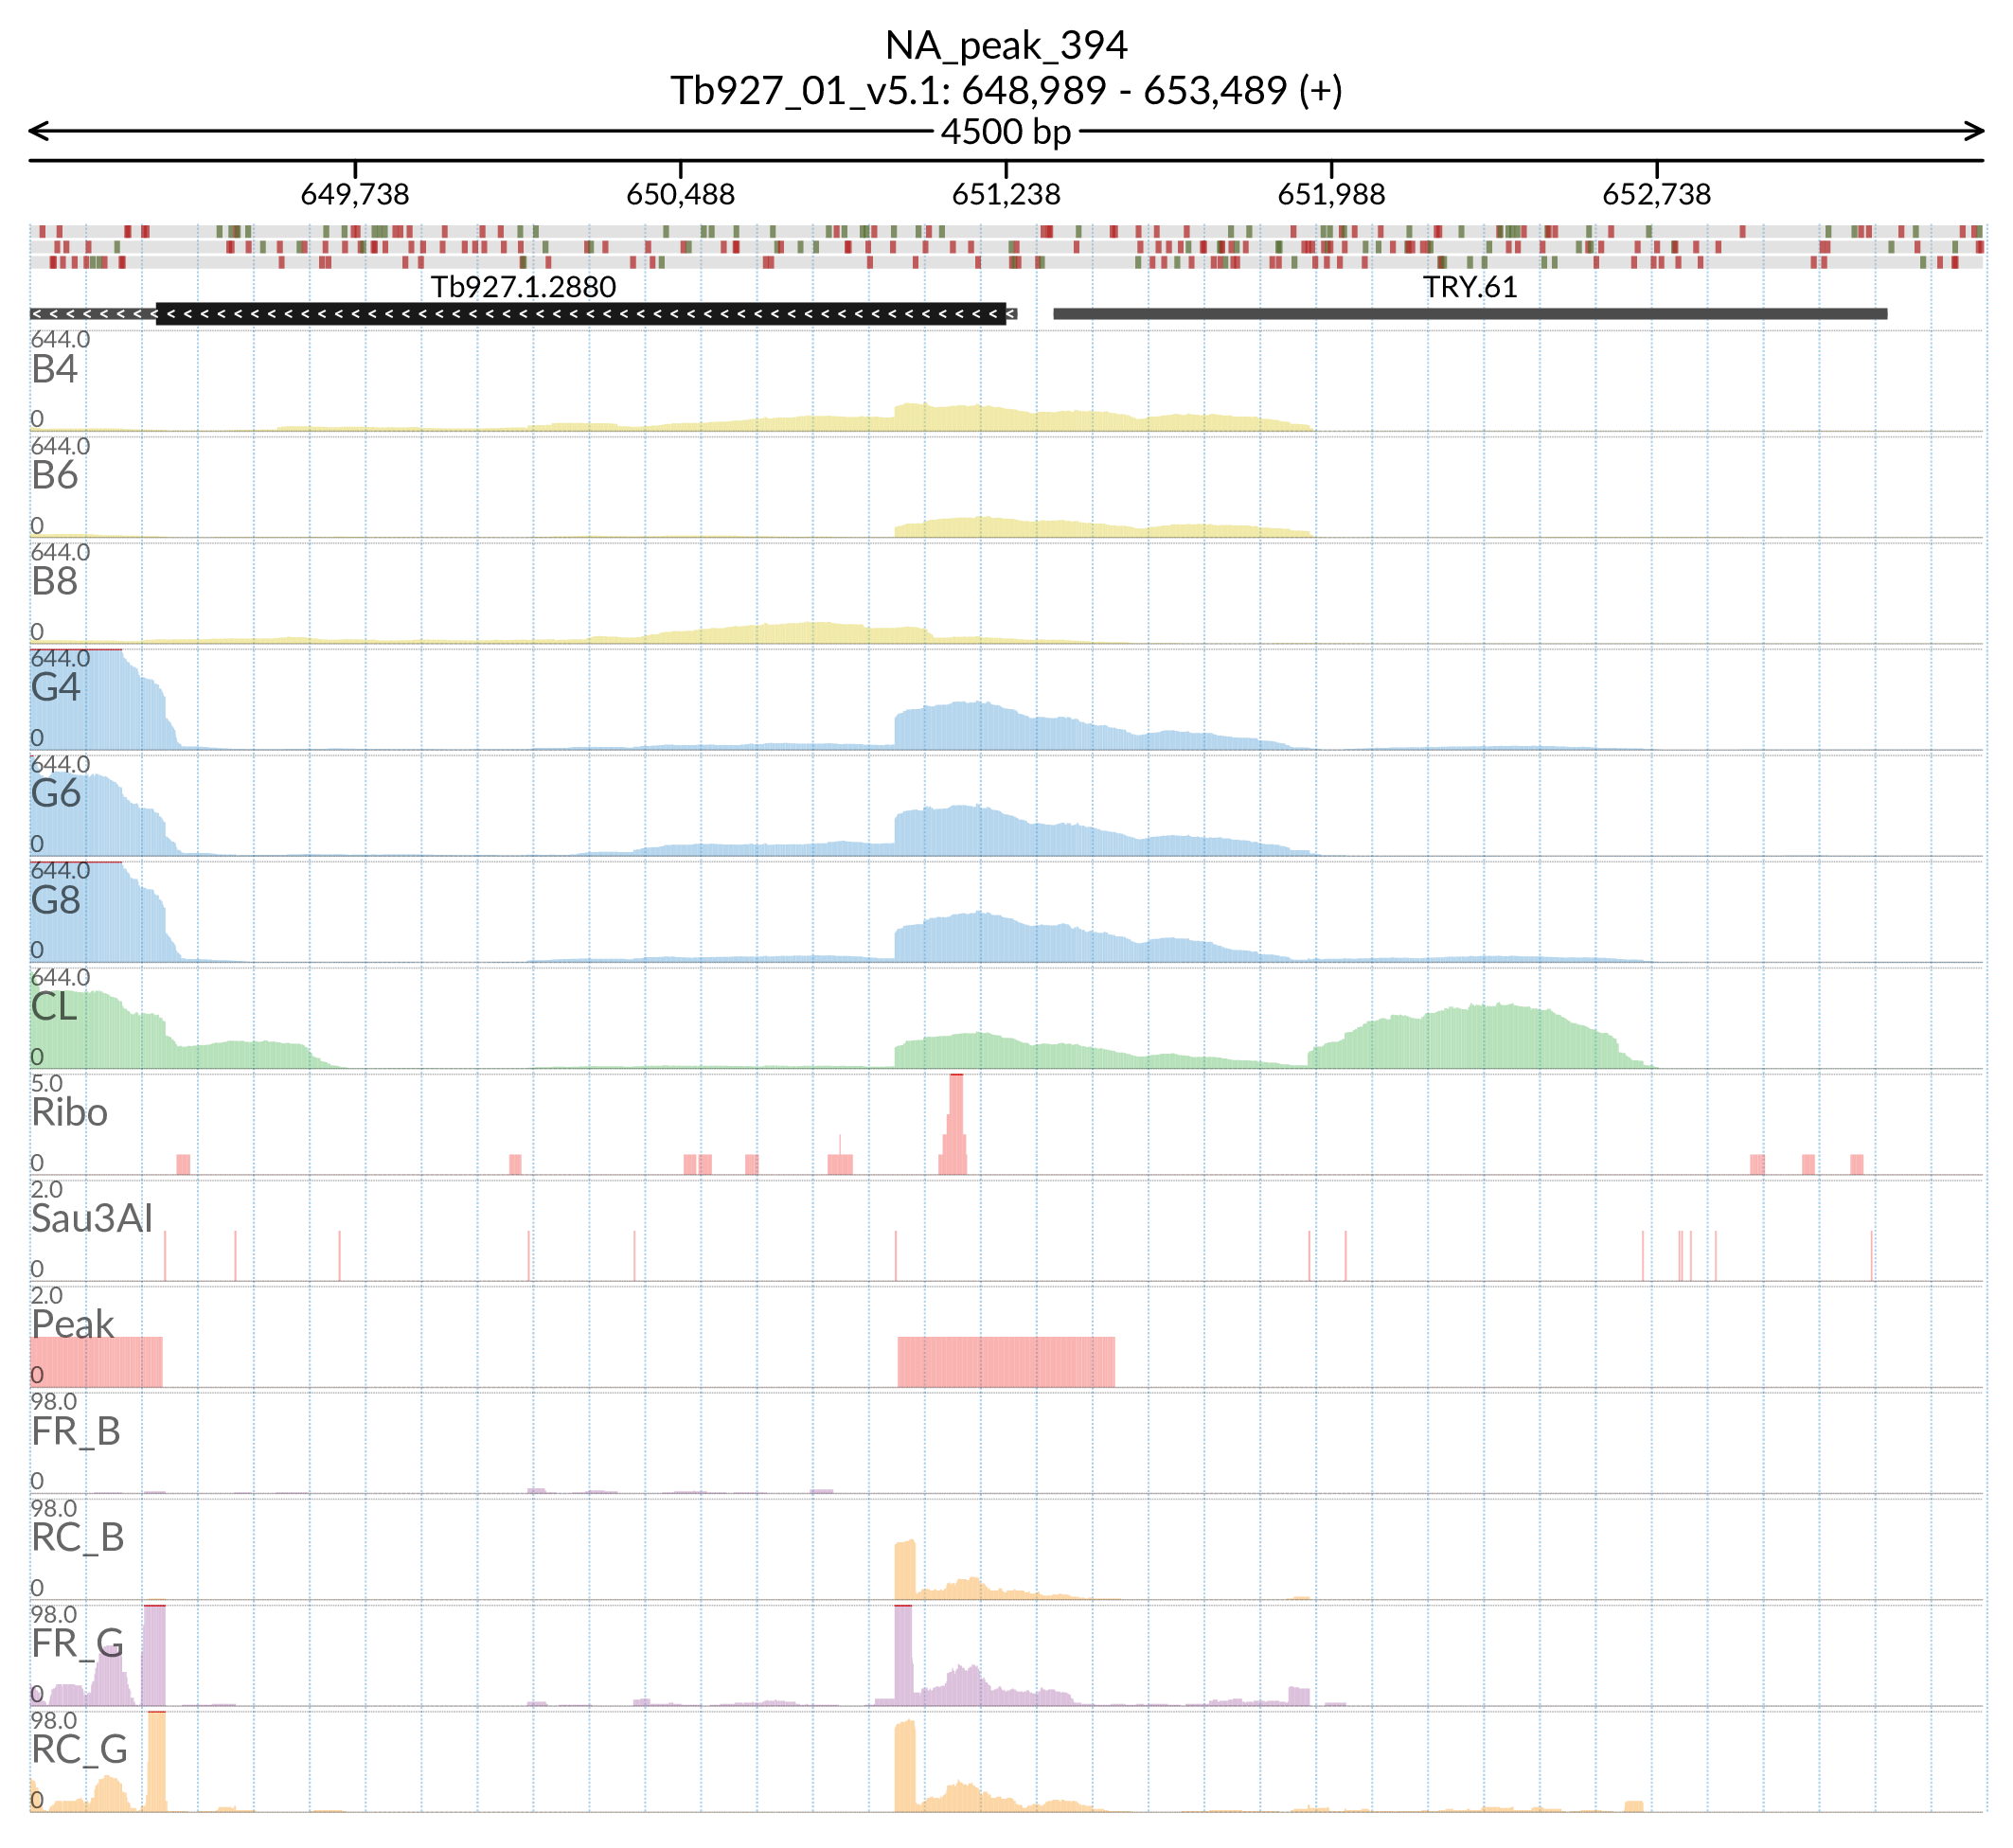 NA_peak_394
Tb927_01_v5.1: 648,989 - 653,489 (+)
4500 bp
649,738 650,488 651,238 651,988 652,738
Tb927.1.2880 TRY.61
644.0
B4
0
644.0
B6
0
644.0
B8
0
644.0
G4
0
644.0
G6
0
644.0
G8
0
644.0
CL
0
5.0
Ribo
0
2.0
Sau3AI
0
2.0
Peak
0
98.0
FR_B
0
98.0
RC_B
0
98.0
FR_G
0
98.0
RC_G
0